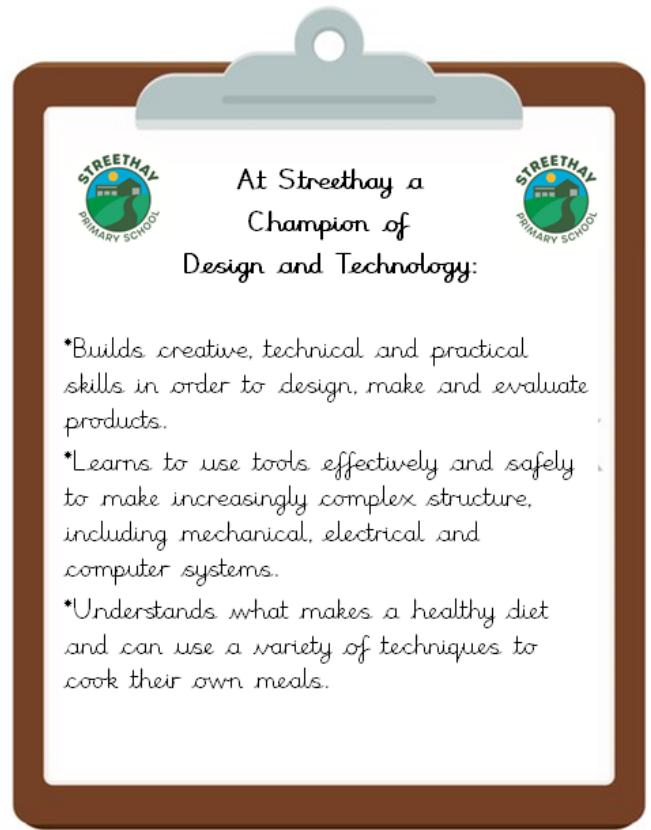 STREETHAY
PRIMARY SCHOOL
STREETHAY
PRIMARY SCHOOL
At Streethay a
Champion of
Design and Technology:
*Builds creative, technical and practical
skills in order to design, make and evaluate
products.
*Learns to use tools effectively and safely
to make increasingly complex structure,
including mechanical, electrical and
computer systems.
*Understands what makes a healthy diet
and can use a variety of techniques to
cook their own meals.